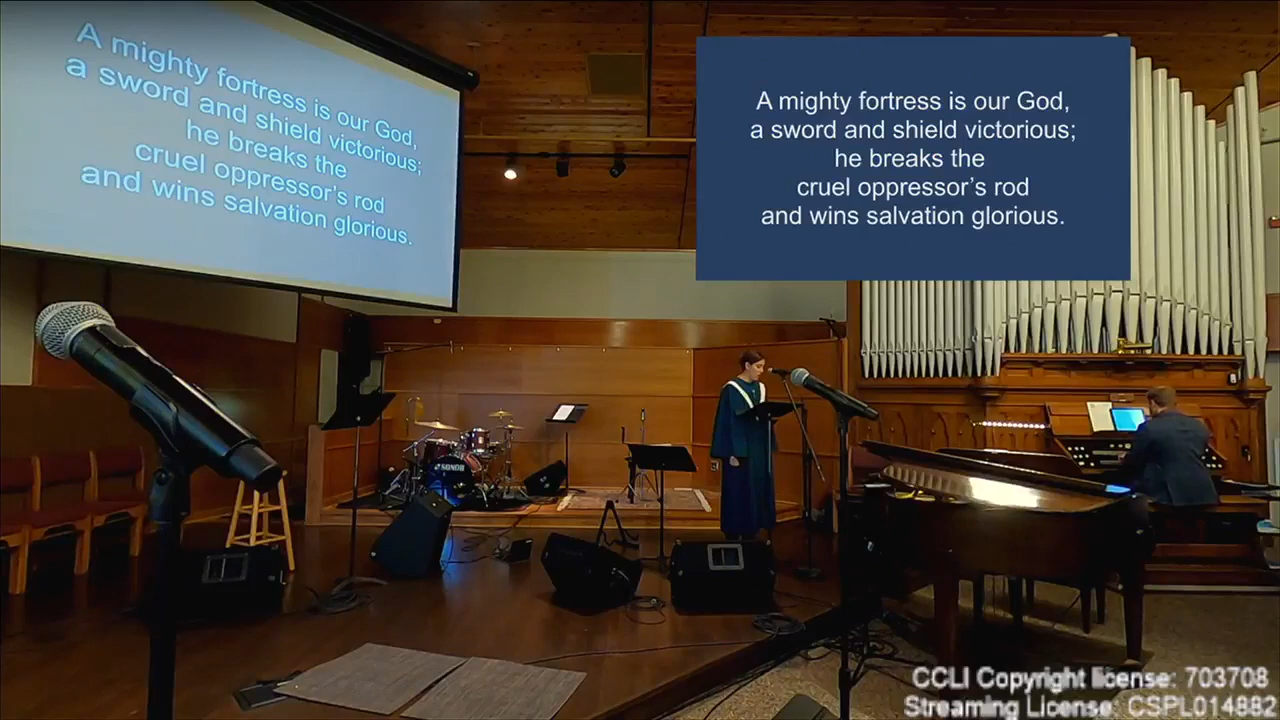 A mighty fortress is our God,
a sword and shield victorious;
he breaks the
cruel oppressor's rod
and wins salvation glorious.
A mighty fortress is our God,
a sword and shield victorious;
he breaks the
cruel oppressor’s rod
and wins salvation glorious.
SONOR
CCLI Copyright license: 703708
Streaming License: CSPL014882